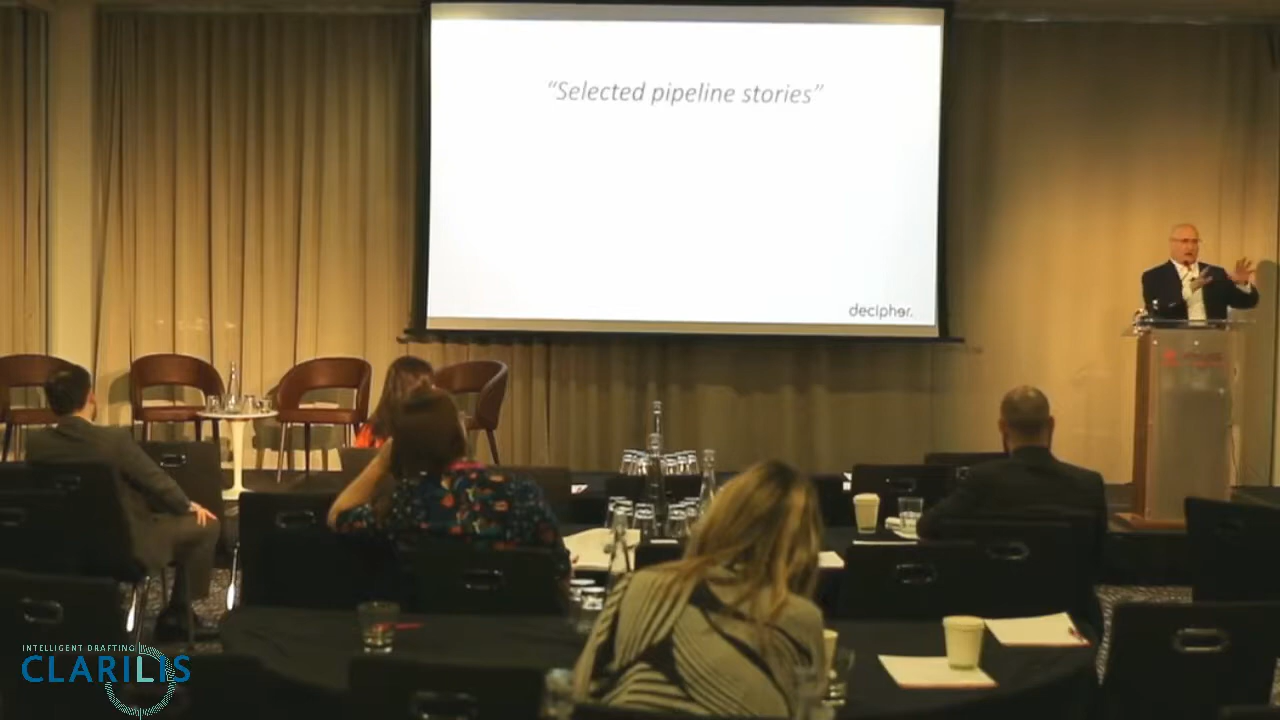 “Selected pipeline stories”
decipher.
INTELLIGENT DRAFTING
CLARILIS